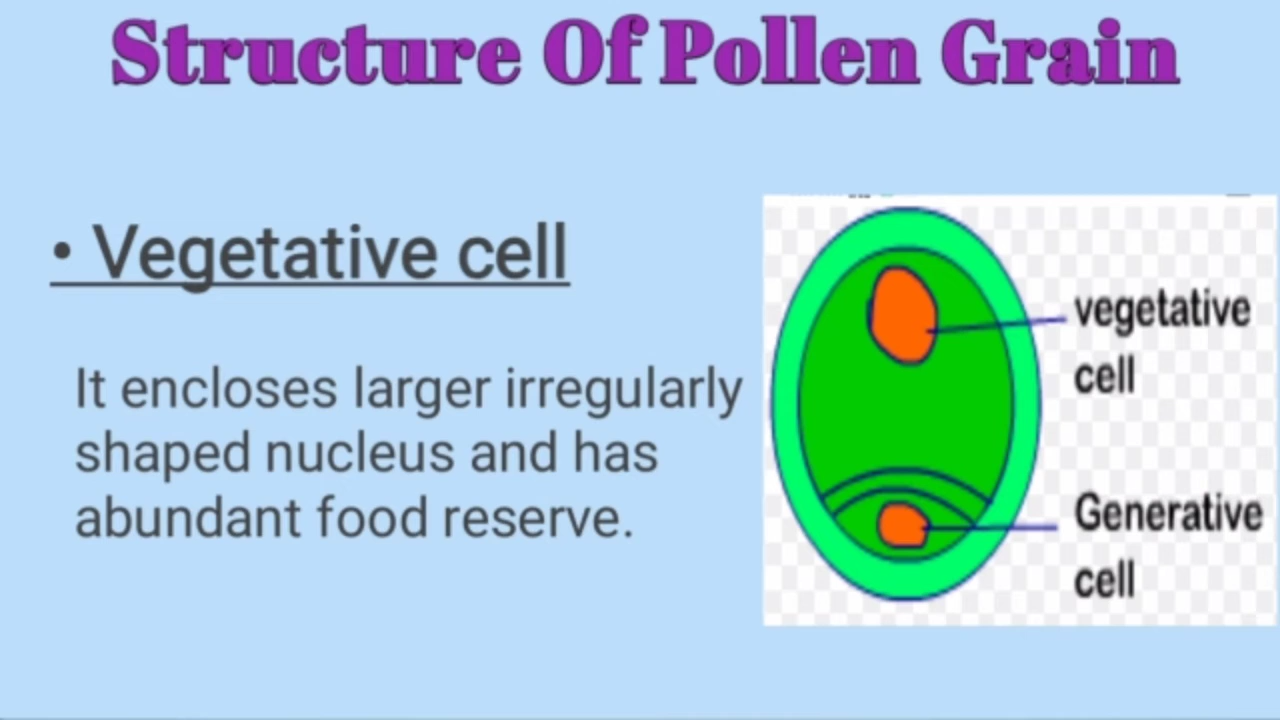 Structure Of Pollen Grain
• Vegetative cell
It encloses larger irregularly
shaped nucleus and has
abundant food reserve.
vegetative
cell
Generative
cell